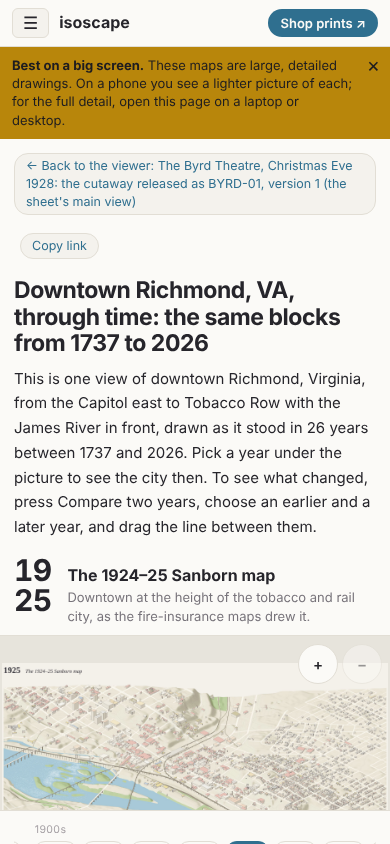 ☰ isoscape Shop prints ↗
Best on a big screen. These maps are large, detailed
drawings. On a phone you see a lighter picture of each;
for the full detail, open this page on a laptop or
desktop.
✕
← Back to the viewer: The Byrd Theatre, Christmas Eve
1928: the cutaway released as BYRD-01, version 1 (the
sheet's main view)
Copy link
Downtown Richmond, VA,
through time: the same blocks
from 1737 to 2026
This is one view of downtown Richmond, Virginia,
from the Capitol east to Tobacco Row with the
James River in front, drawn as it stood in 26 years
between 1737 and 2026. Pick a year under the
picture to see the city then. To see what changed,
press Compare two years, choose an earlier and a
later year, and drag the line between them.
19
25
The 1924–25 Sanborn map
Downtown at the height of the tobacco and rail
city, as the fire-insurance maps drew it.
+ −
1925 The 1924–25 Sanborn map
1900s